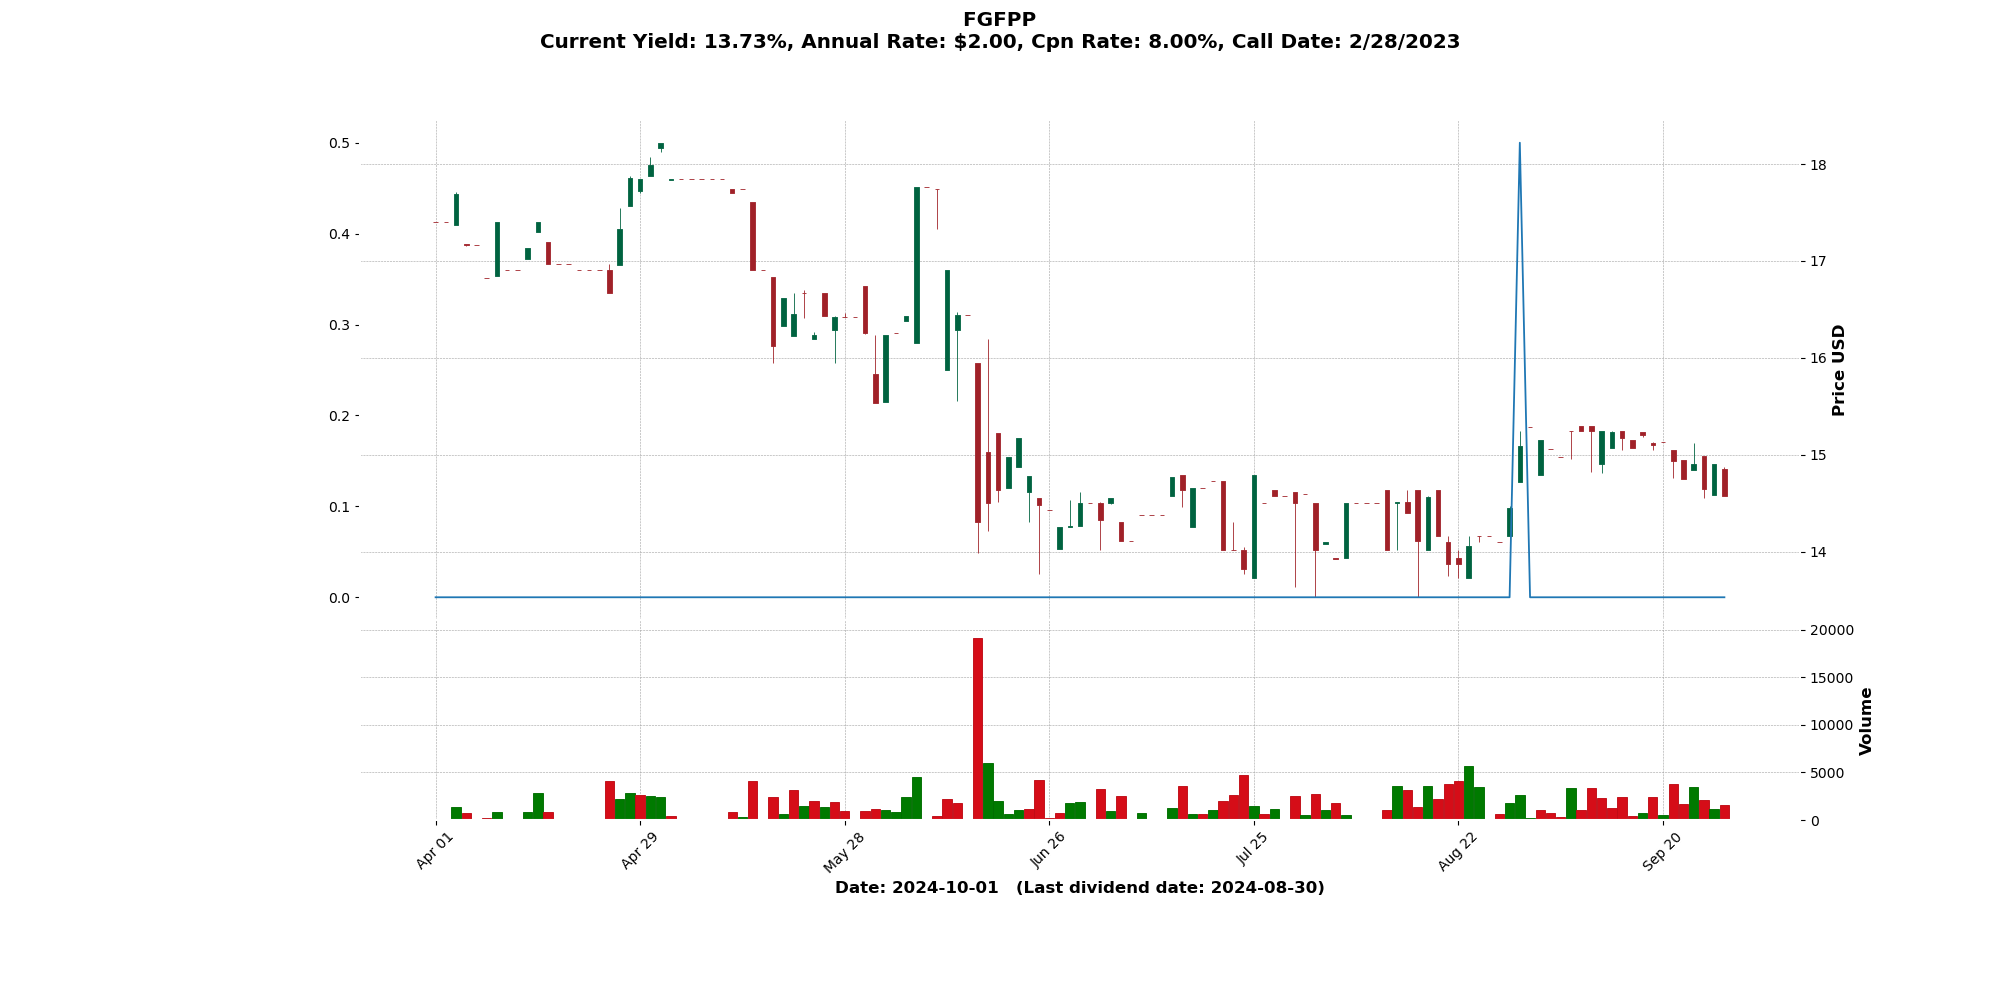 FGFPP
Current Yield: 13.73%, Annual Rate: $2.00, Cpn Rate: 8.00%, Call Date: 2/28/2023
0.5
0.4
0.3
0.2
0.1
0.0
18
17
16
15
14
Price USD
20000
15000
10000
5000
0
Volume
Apr 01
Apr 29
May 28
Jun 26
Jul 25
Aug 22
Sep 20
Date: 2024-10-01 (Last dividend date: 2024-08-30)